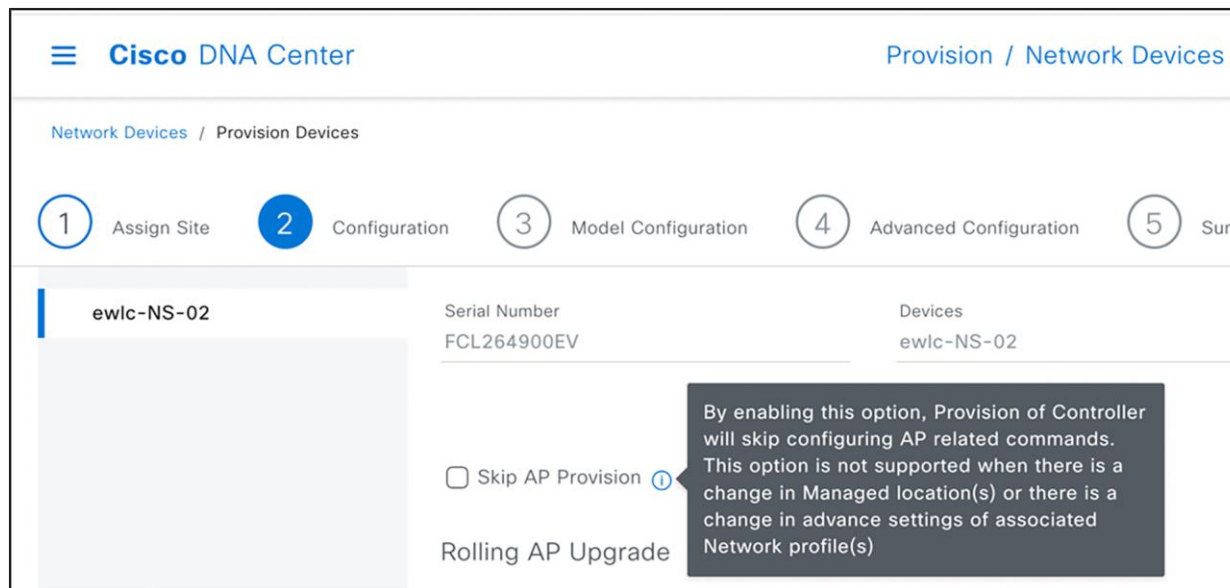 Cisco DNA Center
Provision / Network Devices
Network Devices / Provision Devices
1 Assign Site
2 Configuration
3 Model Configuration
4 Advanced Configuration
5
ewlc-NS-02
Serial Number
FCL264900EV
Devices
ewlc-NS-02
Skip AP Provision
By enabling this option, Provision of Controller
will skip configuring AP related commands.
This option is not supported when there is a
change in Managed location(s) or there is a
change in advance settings of associated
Network profile(s)
Rolling AP Upgrade